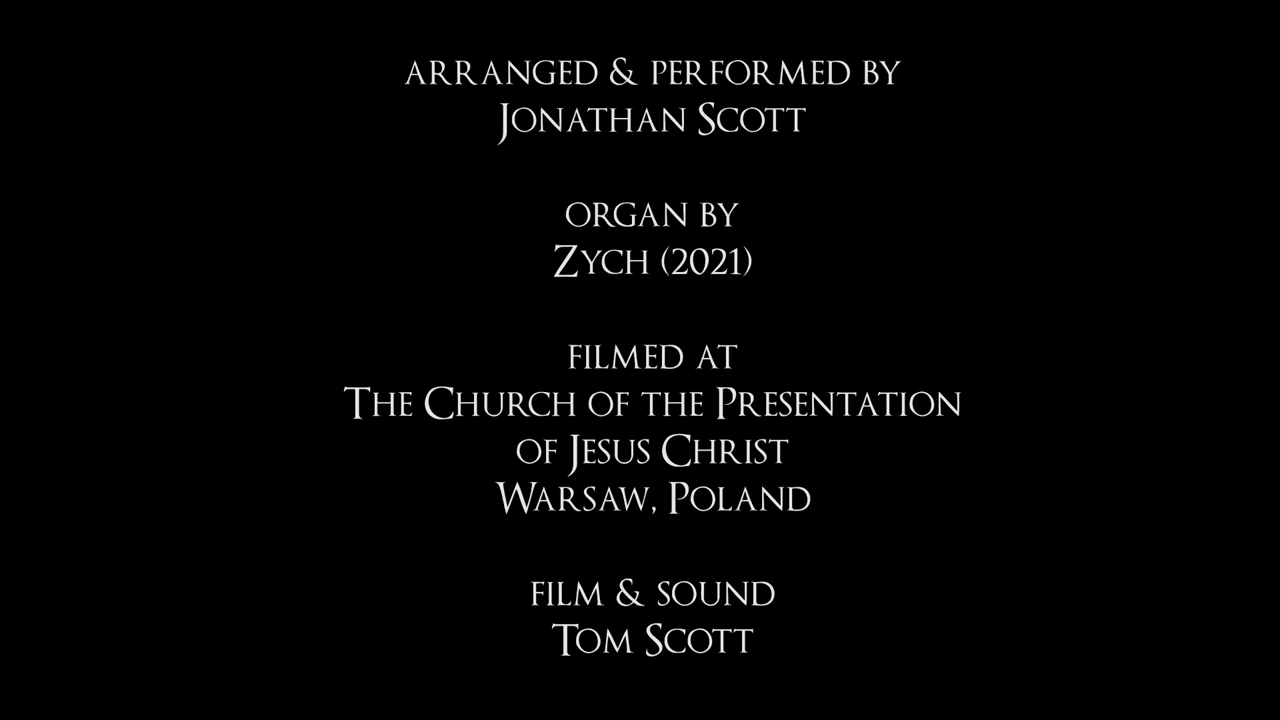 ARRANGED & PERFORMED BY
JONATHAN SCOTT
ORGAN BY
ZYCH (2021)
FILMED AT
THE CHURCH OF THE PRESENTATION
OF JESUS CHRIST
WARSAW, POLAND
FILM & SOUND
TOM SCOTT